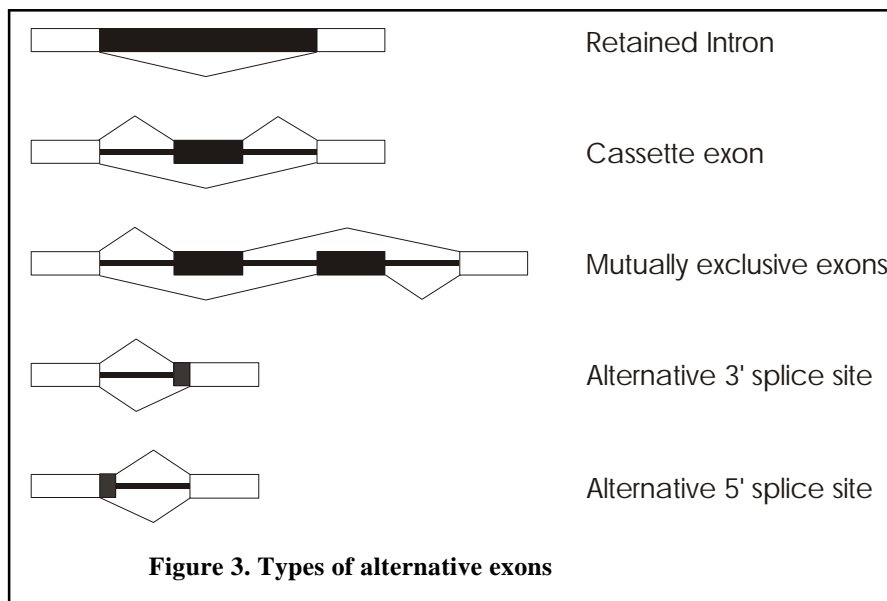 Retained Intron
Cassette exon
Mutually exclusive exons
Alternative 3' splice site
Alternative 5' splice site
Figure 3. Types of alternative exons